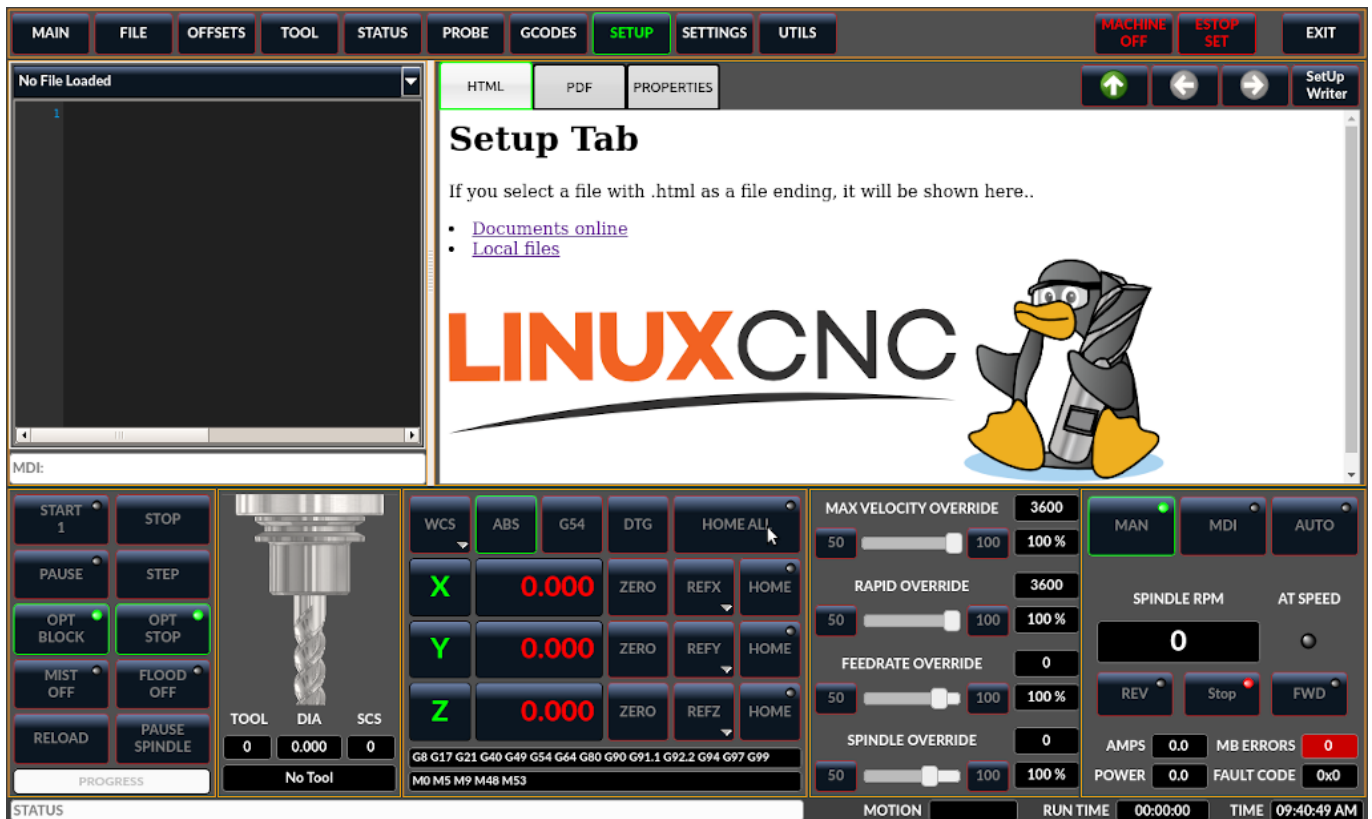 MAIN FILE OFFSETS TOOL STATUS PROBE GCODES SETUP SETTINGS UTILS MACHINE OFF ESTOP SET EXIT
No File Loaded
1
MDI:
HTML PDF PROPERTIES SetUp Writer
Setup Tab
If you select a file with .html as a file ending, it will be shown here..
• Documents online
• Local files
LINUXCNC
START 1 STOP
PAUSE STEP
OPT BLOCK OPT STOP
MIST OFF FLOOD OFF
RELOAD PAUSE SPINDLE
PROGRESS
TOOL DIA SCS
0 0.000 0
No Tool
WCS ABS G54 DTG HOME ALL
X 0.000 ZERO REFX HOME
Y 0.000 ZERO REFY HOME
Z 0.000 ZERO REFZ HOME
G8 G17 G21 G40 G49 G54 G64 G80 G90 G91.1 G92.2 G94 G97 G99
M0 M5 M9 M48 M53
MAX VELOCITY OVERRIDE 3600
50 100 100 %
RAPID OVERRIDE 3600
50 100 100 %
FEEDRATE OVERRIDE 0
50 100 100 %
SPINDLE OVERRIDE 0
50 100 100 %
MAN MDI AUTO
SPINDLE RPM AT SPEED
0
REV Stop FWD
AMPS 0.0 MB ERRORS 0
POWER 0.0 FAULT CODE 0x0
STATUS MOTION RUN TIME 00:00:00 TIME 09:40:49 AM